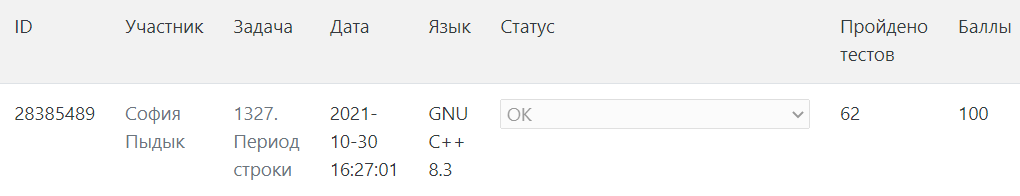 ID Участник Задача Дата Язык Статус Пройдено Баллы
тестов
28385489 София 1327. 2021- GNU OK 62 100
Пыдык Период 10-30 C++
строки 16:27:01 8.3